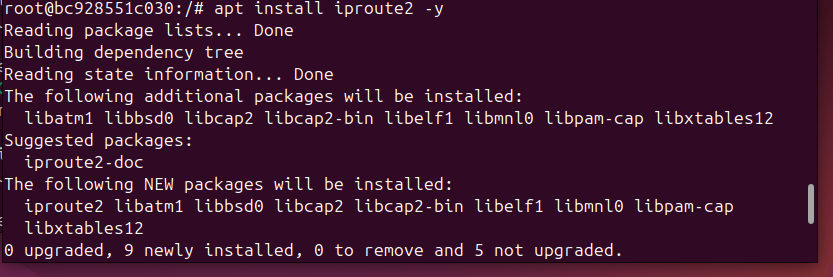 root@bc928551c030:/# apt install iproute2 -y
Reading package lists... Done
Building dependency tree
Reading state information... Done
The following additional packages will be installed:
  libatm1 libbsd0 libcap2 libcap2-bin libelf1 libmnl0 libpam-cap libxtables12
Suggested packages:
  iproute2-doc
The following NEW packages will be installed:
  iproute2 libatm1 libbsd0 libcap2 libcap2-bin libelf1 libmnl0 libpam-cap
  libxtables12
0 upgraded, 9 newly installed, 0 to remove and 5 not upgraded.